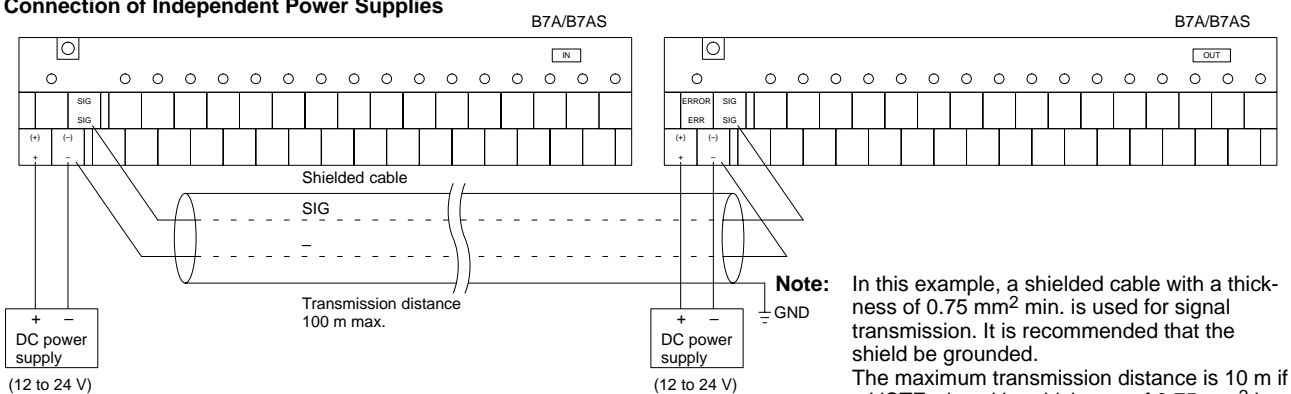 Connection of Independent Power Supplies
B7A/B7AS
B7A/B7AS
IN
OUT
SIG
SIG
(+) (–)
+ –
ERROR SIG
ERR SIG
(+) (–)
+ –
Shielded cable
SIG
–
Transmission distance
100 m max.
+ –
DC power
supply
(12 to 24 V)
+ –
DC power
supply
(12 to 24 V)
GND
Note: In this example, a shielded cable with a thick-
ness of 0.75 mm2 min. is used for signal
transmission. It is recommended that the
shield be grounded.
The maximum transmission distance is 10 m if